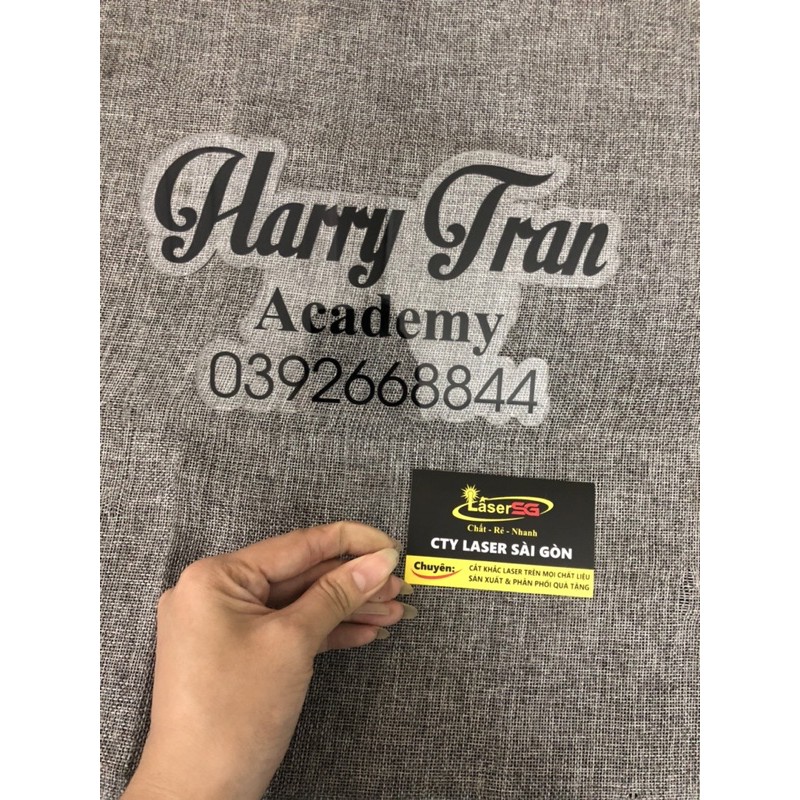 Harry Tran
Academy
0392668844
LaserSG
Chất - Rẻ - Nhanh
CTY LASER SÀI GÒN
Chuyên:
CẮT KHẮC LASER TRÊN MỌI CHẤT LIỆU
SẢN XUẤT & PHÂN PHỐI QUÀ TẶNG